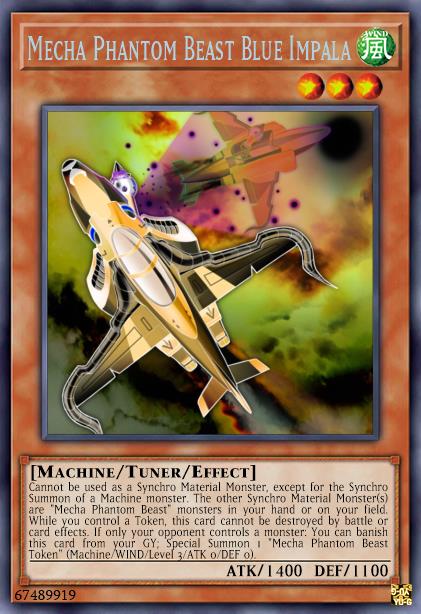 Mecha Phantom Beast Blue Impala
WIND
風
[Machine/Tuner/Effect]
Cannot be used as a Synchro Material Monster, except for the Synchro
Summon of a Machine monster. The other Synchro Material Monster(s)
are "Mecha Phantom Beast" monsters in your hand or on your field.
While you control a Token, this card cannot be destroyed by battle or
card effects. If only your opponent controls a monster: You can banish
this card from your GY; Special Summon 1 "Mecha Phantom Beast
Token" (Machine/WIND/Level 3/ATK 0/DEF 0).
ATK/1400 DEF/1100
67489919